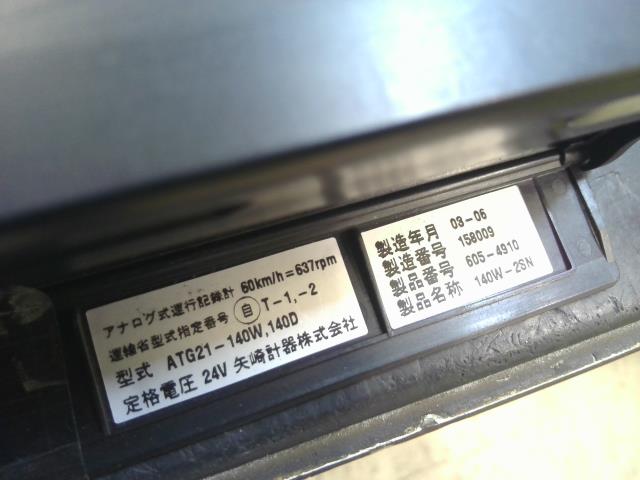 アナログ式運行記録計 60km/h=637rpm
運輸省型式指定番号 自 T-1,-2
型式 ATG21-140W,140D
定格電圧 24V 矢崎計器株式会社
製造年月 03-06
製造番号 158009
製品番号 605-4910
製品名称 140W-2SN